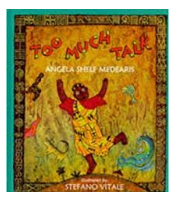 TOO MUCH TALK
ANGELA SHELF MEDEARIS
illustrated by
STEFANO VITALE